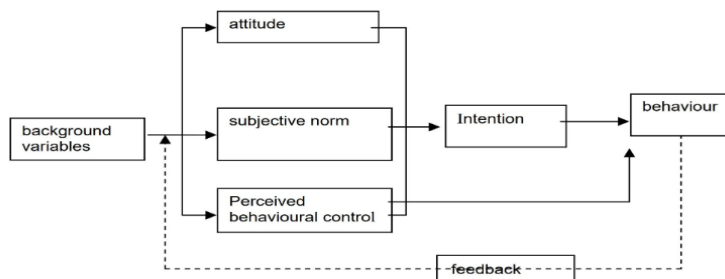 attitude
background
variables
subjective norm
Perceived
behavioural control
Intention
behaviour
feedback